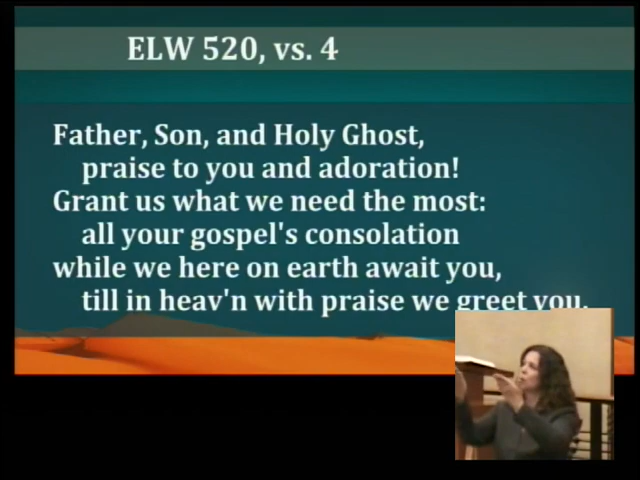 ELW 520, vs. 4
Father, Son, and Holy Ghost,
praise to you and adoration!
Grant us what we need the most:
all your gospel's consolation
while we here on earth await you,
till in heav'n with praise we greet you.